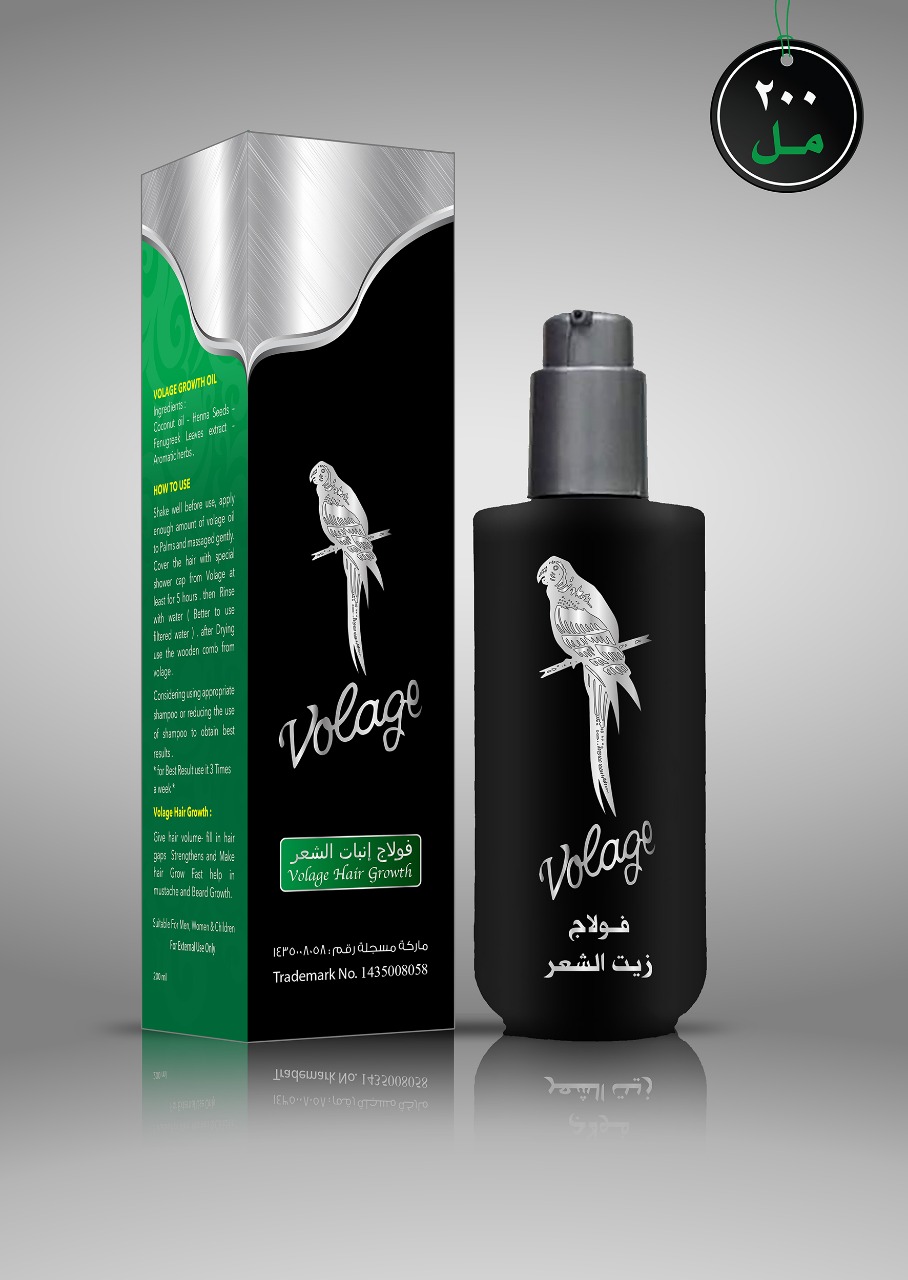 ٢٠٠
مل
VOLAGE GROWTH OIL
Ingredients :
Coconut oil - Henna Seeds -
Fenugreek Leaves extract -
Aromatic herbs .
HOW TO USE
Shake well before use, apply
enough amount of volage oil
to Palms and massaged gently.
Cover the hair with special
shower cap from Volage at
least for 5 hours . then Rinse
with water ( Better to use
filtered water ) . after Drying
use the wooden comb from
volage .
Considering using appropriate
shampoo or reducing the use
of shampoo to obtain best
results .
* for Best Result use it 3 Times
a week *
Volage Hair Growth :
Give hair volume- fill in hair
gaps Strengthens and Make
hair Grow Fast help in
mustache and Beard Growth.
Suitable For Men, Women & Children
For External Use Only
200 ml
Volage
فولاج إنبات الشعر
Volage Hair Growth
ماركة مسجلة رقم : ١٤٣٥٠٠٨٠٥٨
Trademark No. 1435008058
Volage
فولاج
زيت الشعر